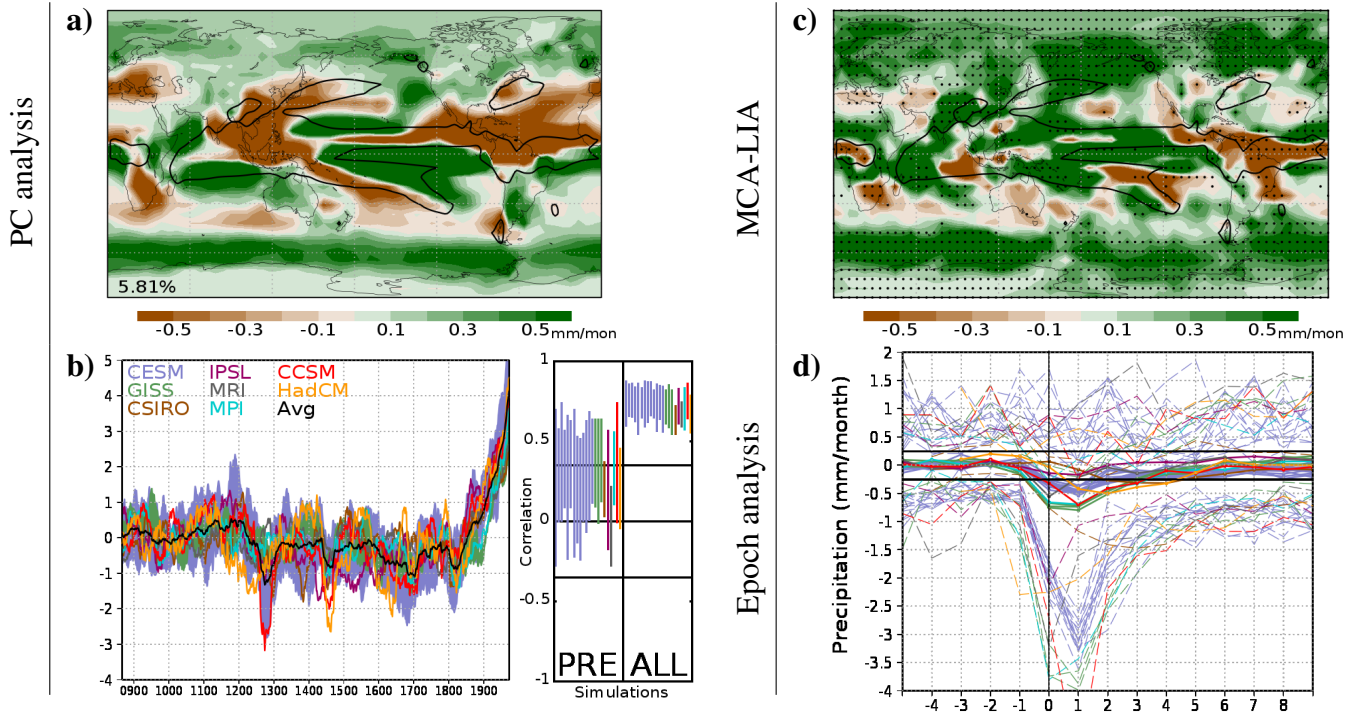 a)
c)
PC analysis
MCA-LIA
5.81%
-0.5 -0.3 -0.1 0.1 0.3 0.5 mm/mon
-0.5 -0.3 -0.1 0.1 0.3 0.5 mm/mon
b)
d)
5
4
3
2
1
0
-1
-2
-3
-4
CESM IPSL CCSM
GISS MRI HadCM
CSIRO MPI Avg
900 1000 1100 1200 1300 1400 1500 1600 1700 1800 1900
Correlation
1
0.5
0
-0.5
-1
PRE ALL
Simulations
Epoch analysis
Precipitation (mm/month)
2
1.5
1
0.5
0
-0.5
-1
-1.5
-2
-2.5
-3
-3.5
-4
-4 -3 -2 -1 0 1 2 3 4 5 6 7 8